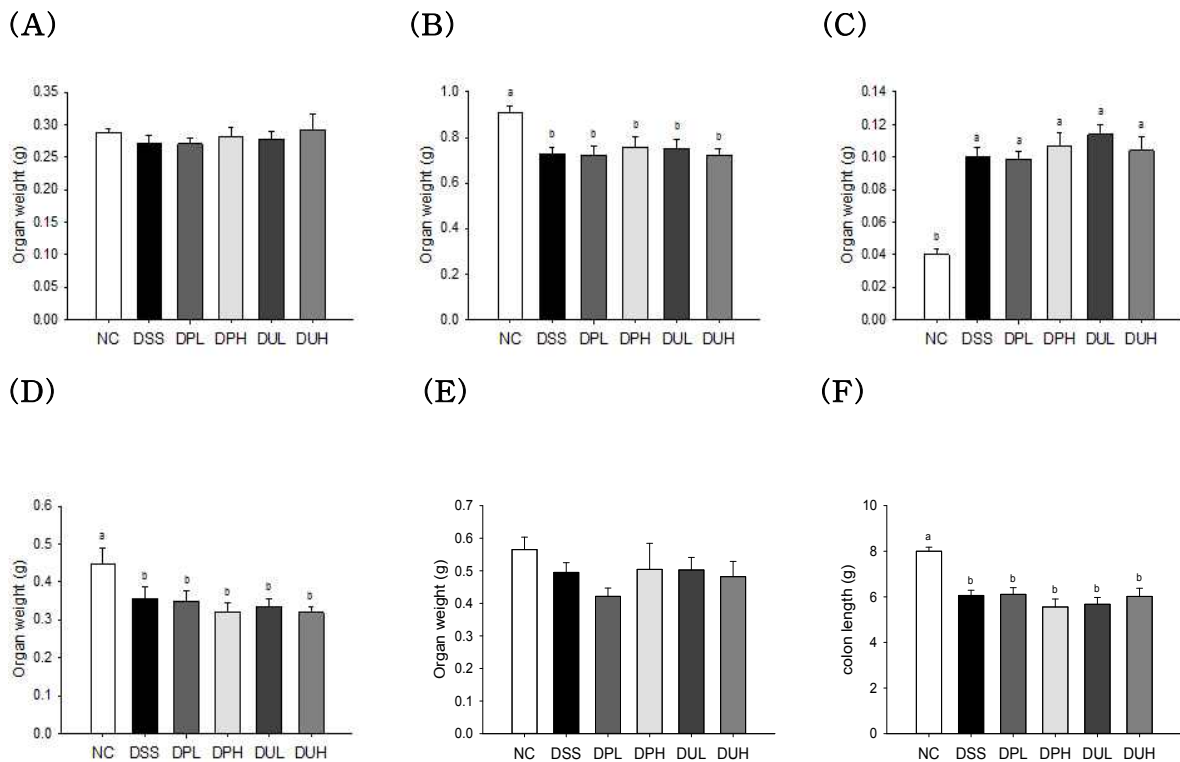 (A)
(B)
(C)
Organ weight (g)
0.35
0.30
0.25
0.20
0.15
0.10
0.05
0.00
NC DSS DPL DPH DUL DUH
Organ weight (g)
1.0
0.8
0.6
0.4
0.2
0.0
a b b b b b
NC DSS DPL DPH DUL DUH
Organ weight (g)
0.14
0.12
0.10
0.08
0.06
0.04
0.02
0.00
b a a a a a
NC DSS DPL DPH DUL DUH
(D)
(E)
(F)
Organ weight (g)
0.6
0.5
0.4
0.3
0.2
0.1
0.0
a b b b b b
NC DSS DPL DPH DUL DUH
Organ weight (g)
0.7
0.6
0.5
0.4
0.3
0.2
0.1
0.0
NC DSS DPL DPH DUL DUH
colon length (g)
10
8
6
4
2
0
a b b b b b
NC DSS DPL DPH DUL DUH